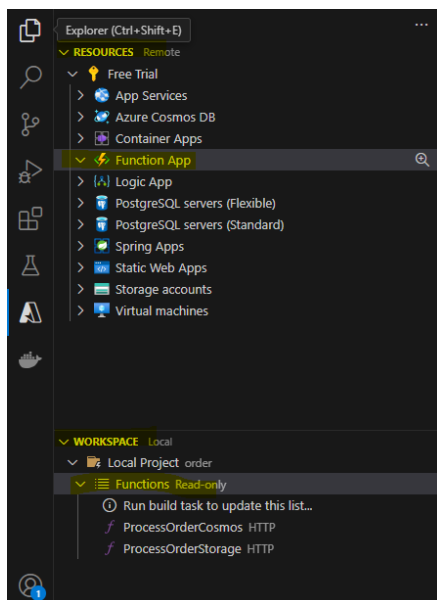 Explorer (Ctrl+Shift+E)
RESOURCES Remote
Free Trial
App Services
Azure Cosmos DB
Container Apps
Function App
Logic App
PostgreSQL servers (Flexible)
PostgreSQL servers (Standard)
Spring Apps
Static Web Apps
Storage accounts
Virtual machines
WORKSPACE Local
Local Project order
Functions Read-only
Run build task to update this list...
ProcessOrderCosmos HTTP
ProcessOrderStorage HTTP
1